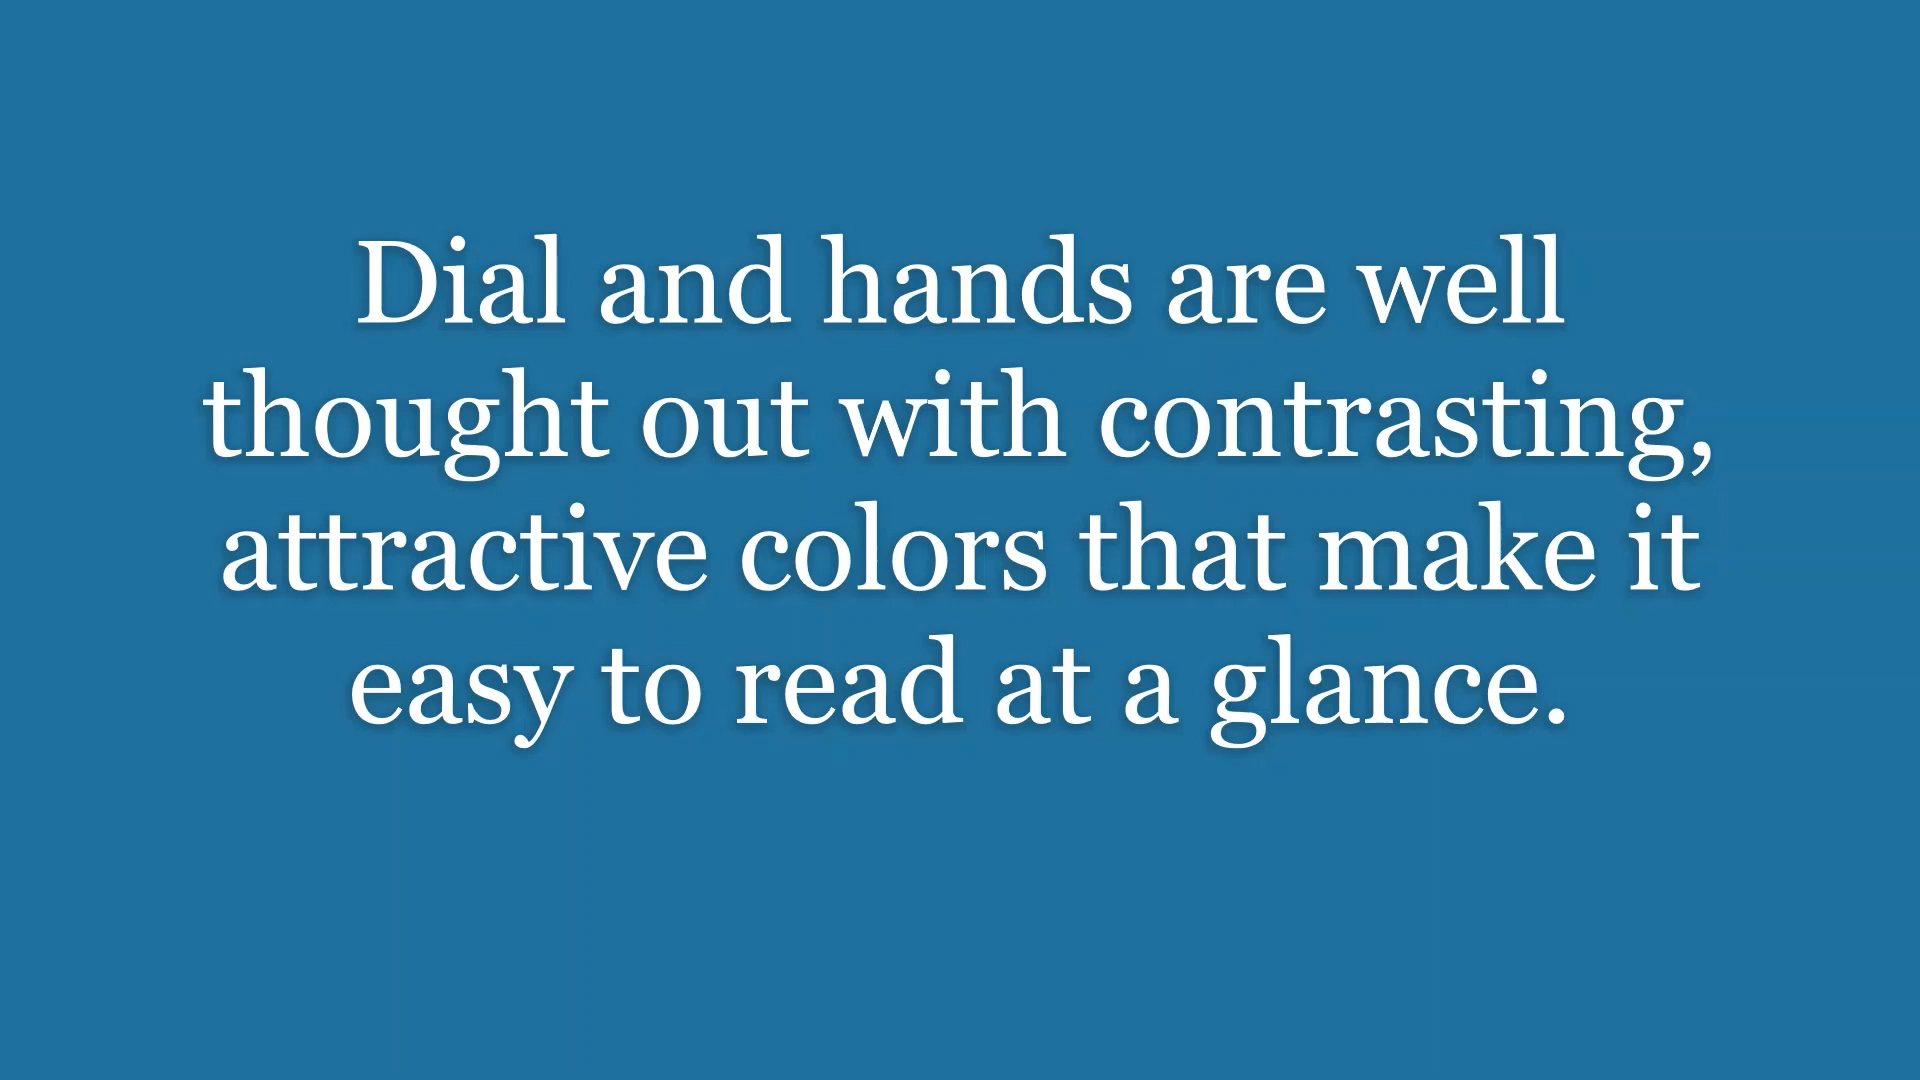 Dial and hands are well
thought out with contrasting,
attractive colors that make it
easy to read at a glance.